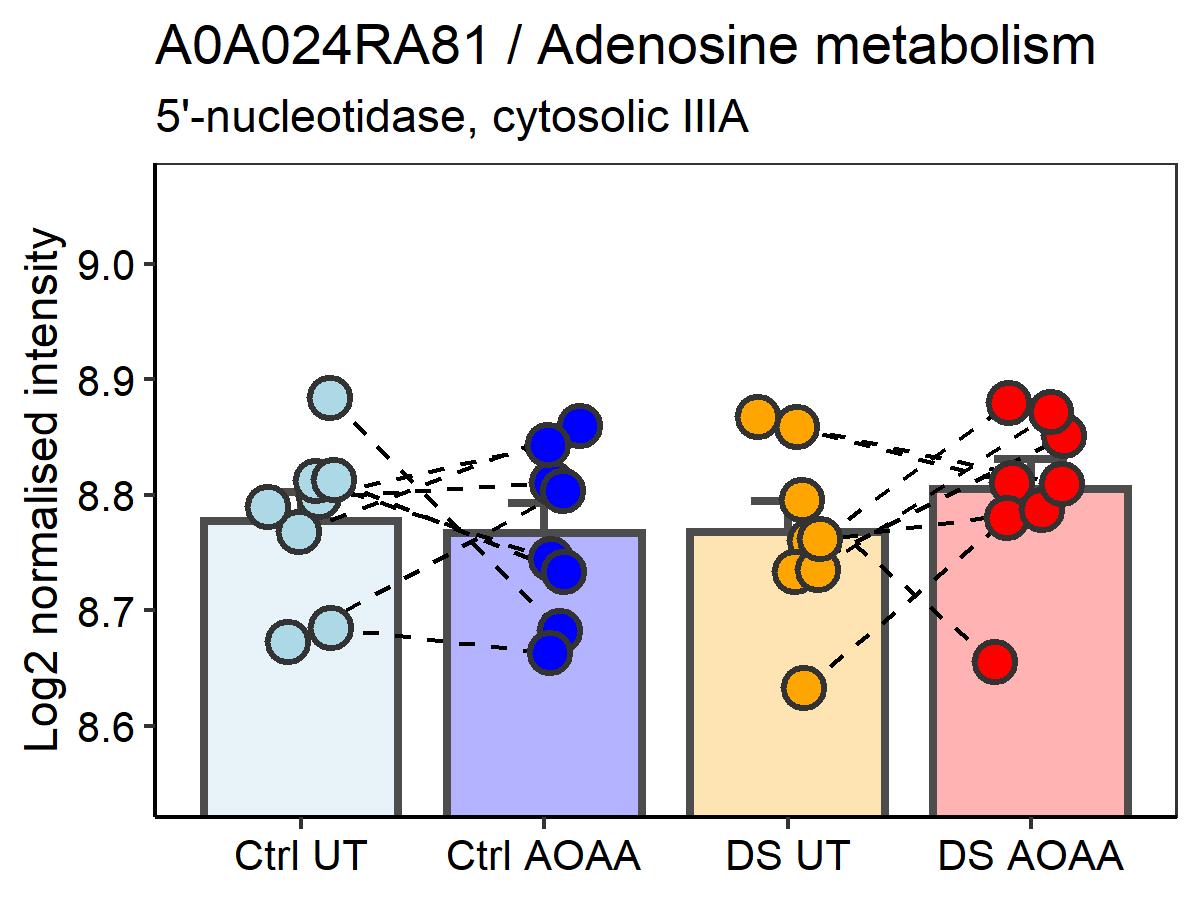 A0A024RA81 / Adenosine metabolism
5'-nucleotidase, cytosolic IIIA
Log2 normalised intensity
9.0
8.9
8.8
8.7
8.6
Ctrl UT
Ctrl AOAA
DS UT
DS AOAA